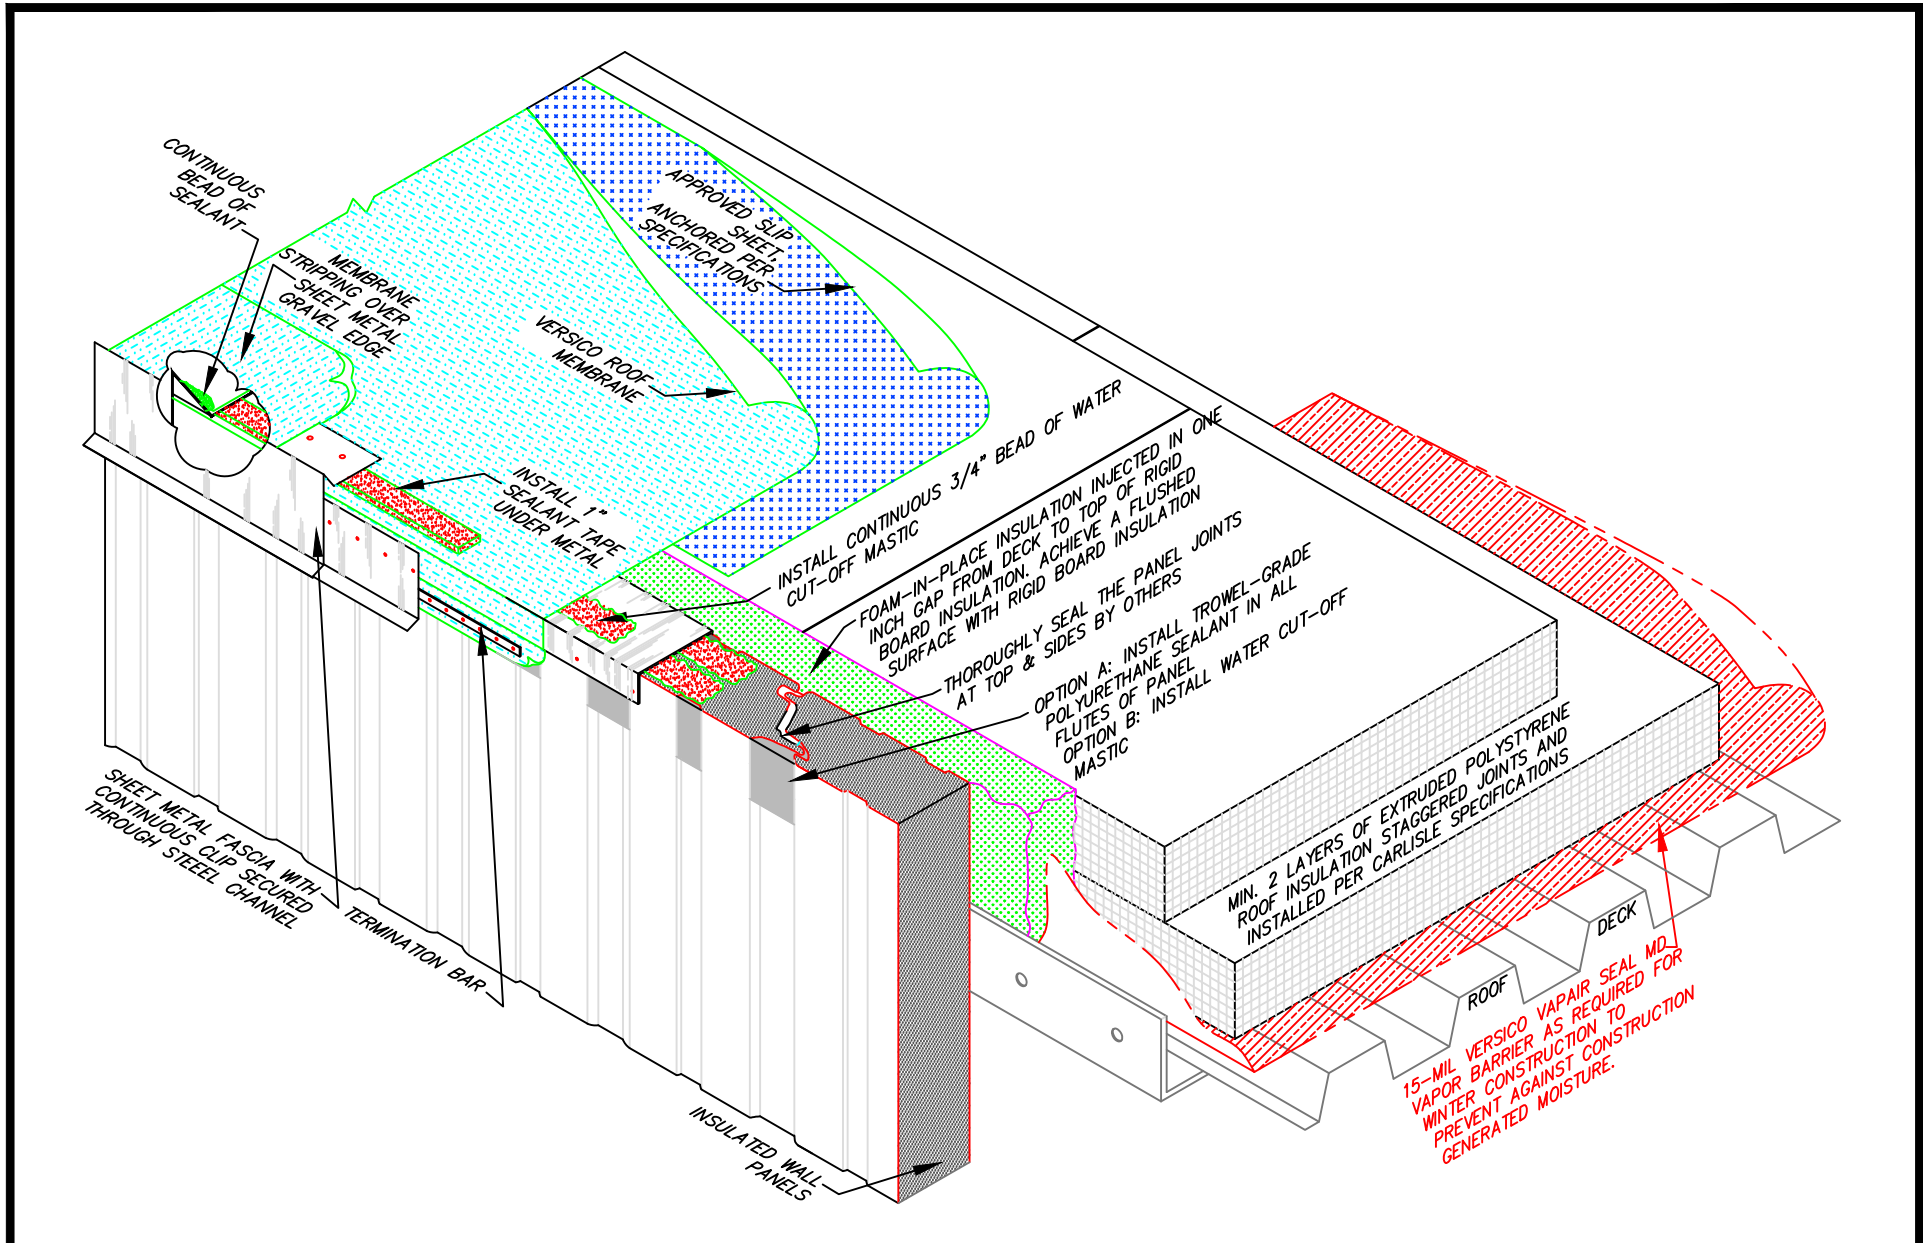 CONTINUOUS
BEAD OF
SEALANT
MEMBRANE
STRIPPING OVER
SHEET METAL
GRAVEL EDGE
APPROVED SLIP
SHEET,
ANCHORED PER
SPECIFICATIONS
VERSICO ROOF
MEMBRANE
INSTALL 1"
SEALANT TAPE
UNDER METAL
INSTALL CONTINUOUS 3/4" BEAD OF WATER
CUT-OFF MASTIC
FOAM-IN-PLACE INSULATION INJECTED IN ONE
INCH GAP FROM DECK TO TOP OF RIGID
BOARD INSULATION. ACHIEVE A FLUSHED
SURFACE WITH RIGID BOARD INSULATION
THOROUGHLY SEAL THE PANEL JOINTS
AT TOP & SIDES BY OTHERS
OPTION A: INSTALL TROWEL-GRADE
POLYURETHANE SEALANT IN ALL
FLUTES OF PANEL
OPTION B: INSTALL WATER CUT-OFF
MASTIC
MIN. 2 LAYERS OF EXTRUDED POLYSTYRENE
ROOF INSULATION STAGGERED JOINTS AND
INSTALLED PER CARLISLE SPECIFICATIONS
SHEET METAL FASCIA WITH
CONTINUOUS CLIP SECURED
THROUGH STEEEL CHANNEL
TERMINATION BAR
INSULATED WALL
PANELS
ROOF
DECK
15-MIL VERSICO VAPAIR SEAL MD
VAPOR BARRIER AS REQUIRED FOR
WINTER CONSTRUCTION TO
PREVENT AGAINST CONSTRUCTION
GENERATED MOISTURE.